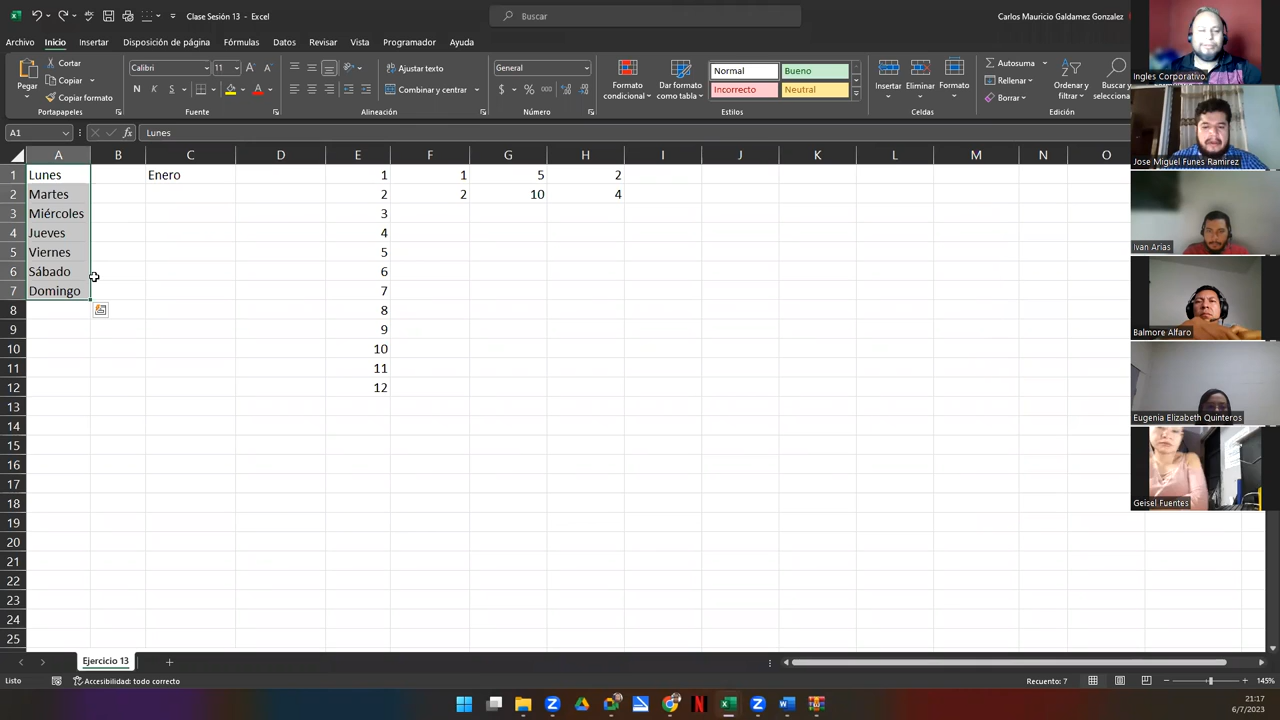 Clase Sesión 13 - Excel
Buscar
Carlos Mauricio Galdamez Gonzalez
Archivo Inicio Insertar Disposición de página Fórmulas Datos Revisar Vista Programador Ayuda
Pegar
Cortar
Copiar
Copiar formato
Portapapeles
Calibri 11
N K S
Fuente
Ajustar texto
Combinar y centrar
Alineación
General
Número
Formato condicional
Dar formato como tabla
Normal Bueno
Incorrecto Neutral
Estilos
Insertar Eliminar Formato
Celdas
Autosuma
Rellenar
Borrar
Ordenar y filtrar
Buscar y selecciona
Edición
A1 fx Lunes
A B C D E F G H I J K L M N O
1 Lunes Enero 1 1 5 2
2 Martes 2 2 10 4
3 Miércoles 3
4 Jueves 4
5 Viernes 5
6 Sábado 6
7 Domingo 7
8 8
9 9
10 10
11 11
12 12
13
14
15
16
17
18
19
20
21
22
23
24
25
Ingles Corporativo.
Jose Miguel Funes Ramirez
Ivan Arias
Balmore Alfaro
Eugenia Elizabeth Quinteros
Geisel Fuentes
Ejercicio 13
Listo Accesibilidad: todo correcto Recuento: 7 145%
21:17
6/7/2023